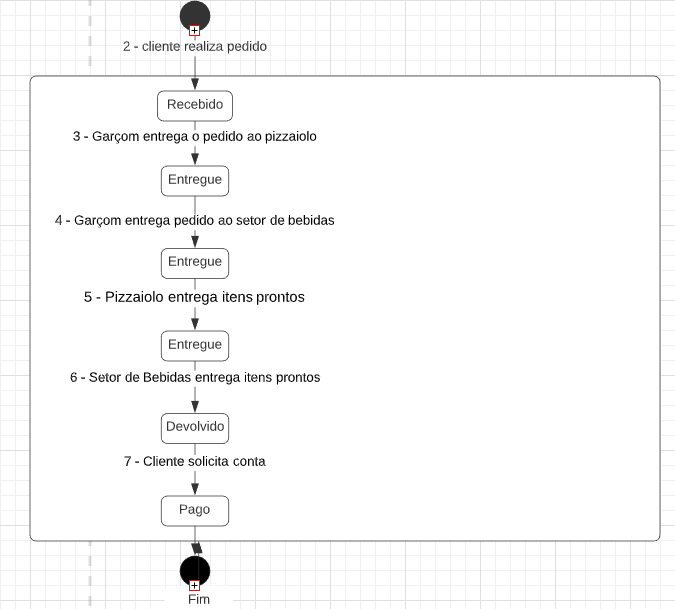 2 - cliente realiza pedido
Recebido
3 - Garçom entrega o pedido ao pizzaiolo
Entregue
4 - Garçom entrega pedido ao setor de bebidas
Entregue
5 - Pizzaiolo entrega itens prontos
Entregue
6 - Setor de Bebidas entrega itens prontos
Devolvido
7 - Cliente solicita conta
Pago
Fim